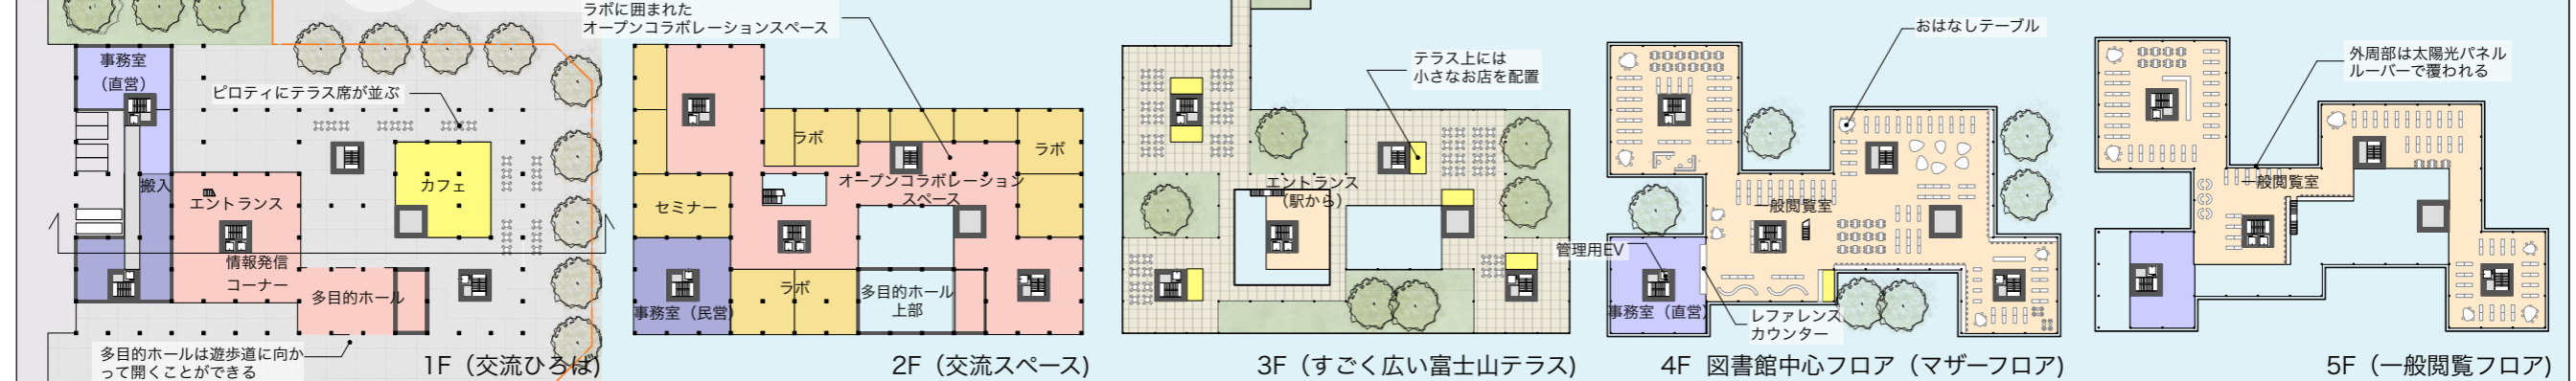 事務室
（直営）
ピロティにテラス席が並ぶ
搬入
エントランス
カフェ
情報発信
コーナー
多目的ホール
多目的ホールは遊歩道に向か
って開くことができる
1F（交流ひろば）
ラボに囲まれた
オープンコラボレーションスペース
ラボ
ラボ
オープンコラボレーション
スペース
セミナー
事務室（民営）
ラボ
多目的ホール
上部
2F（交流スペース）
テラス上には
小さなお店を配置
エントランス
（駅から）
3F（すごく広い富士山テラス）
おはなしテーブル
一般閲覧室
管理用EV
事務室（直営）
レファレンス
カウンター
4F 図書館中心フロア（マザーフロア）
外周部は太陽光パネル
ルーバーで覆われる
一般閲覧室
5F（一般閲覧フロア）